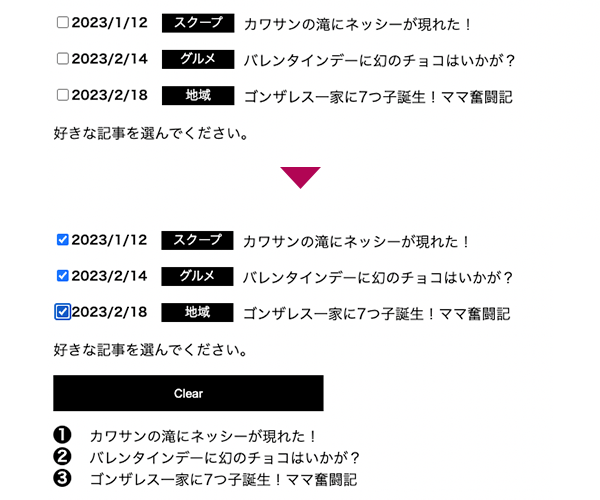 2023/1/12 スクープ カワサンの滝にネッシーが現れた！
2023/2/14 グルメ バレンタインデーに幻のチョコはいかが？
2023/2/18 地域 ゴンザレス一家に7つ子誕生！ママ奮闘記
好きな記事を選んでください。
2023/1/12 スクープ カワサンの滝にネッシーが現れた！
2023/2/14 グルメ バレンタインデーに幻のチョコはいかが？
2023/2/18 地域 ゴンザレス一家に7つ子誕生！ママ奮闘記
好きな記事を選んでください。
Clear
❶ カワサンの滝にネッシーが現れた！
❷ バレンタインデーに幻のチョコはいかが？
❸ ゴンザレス一家に7つ子誕生！ママ奮闘記